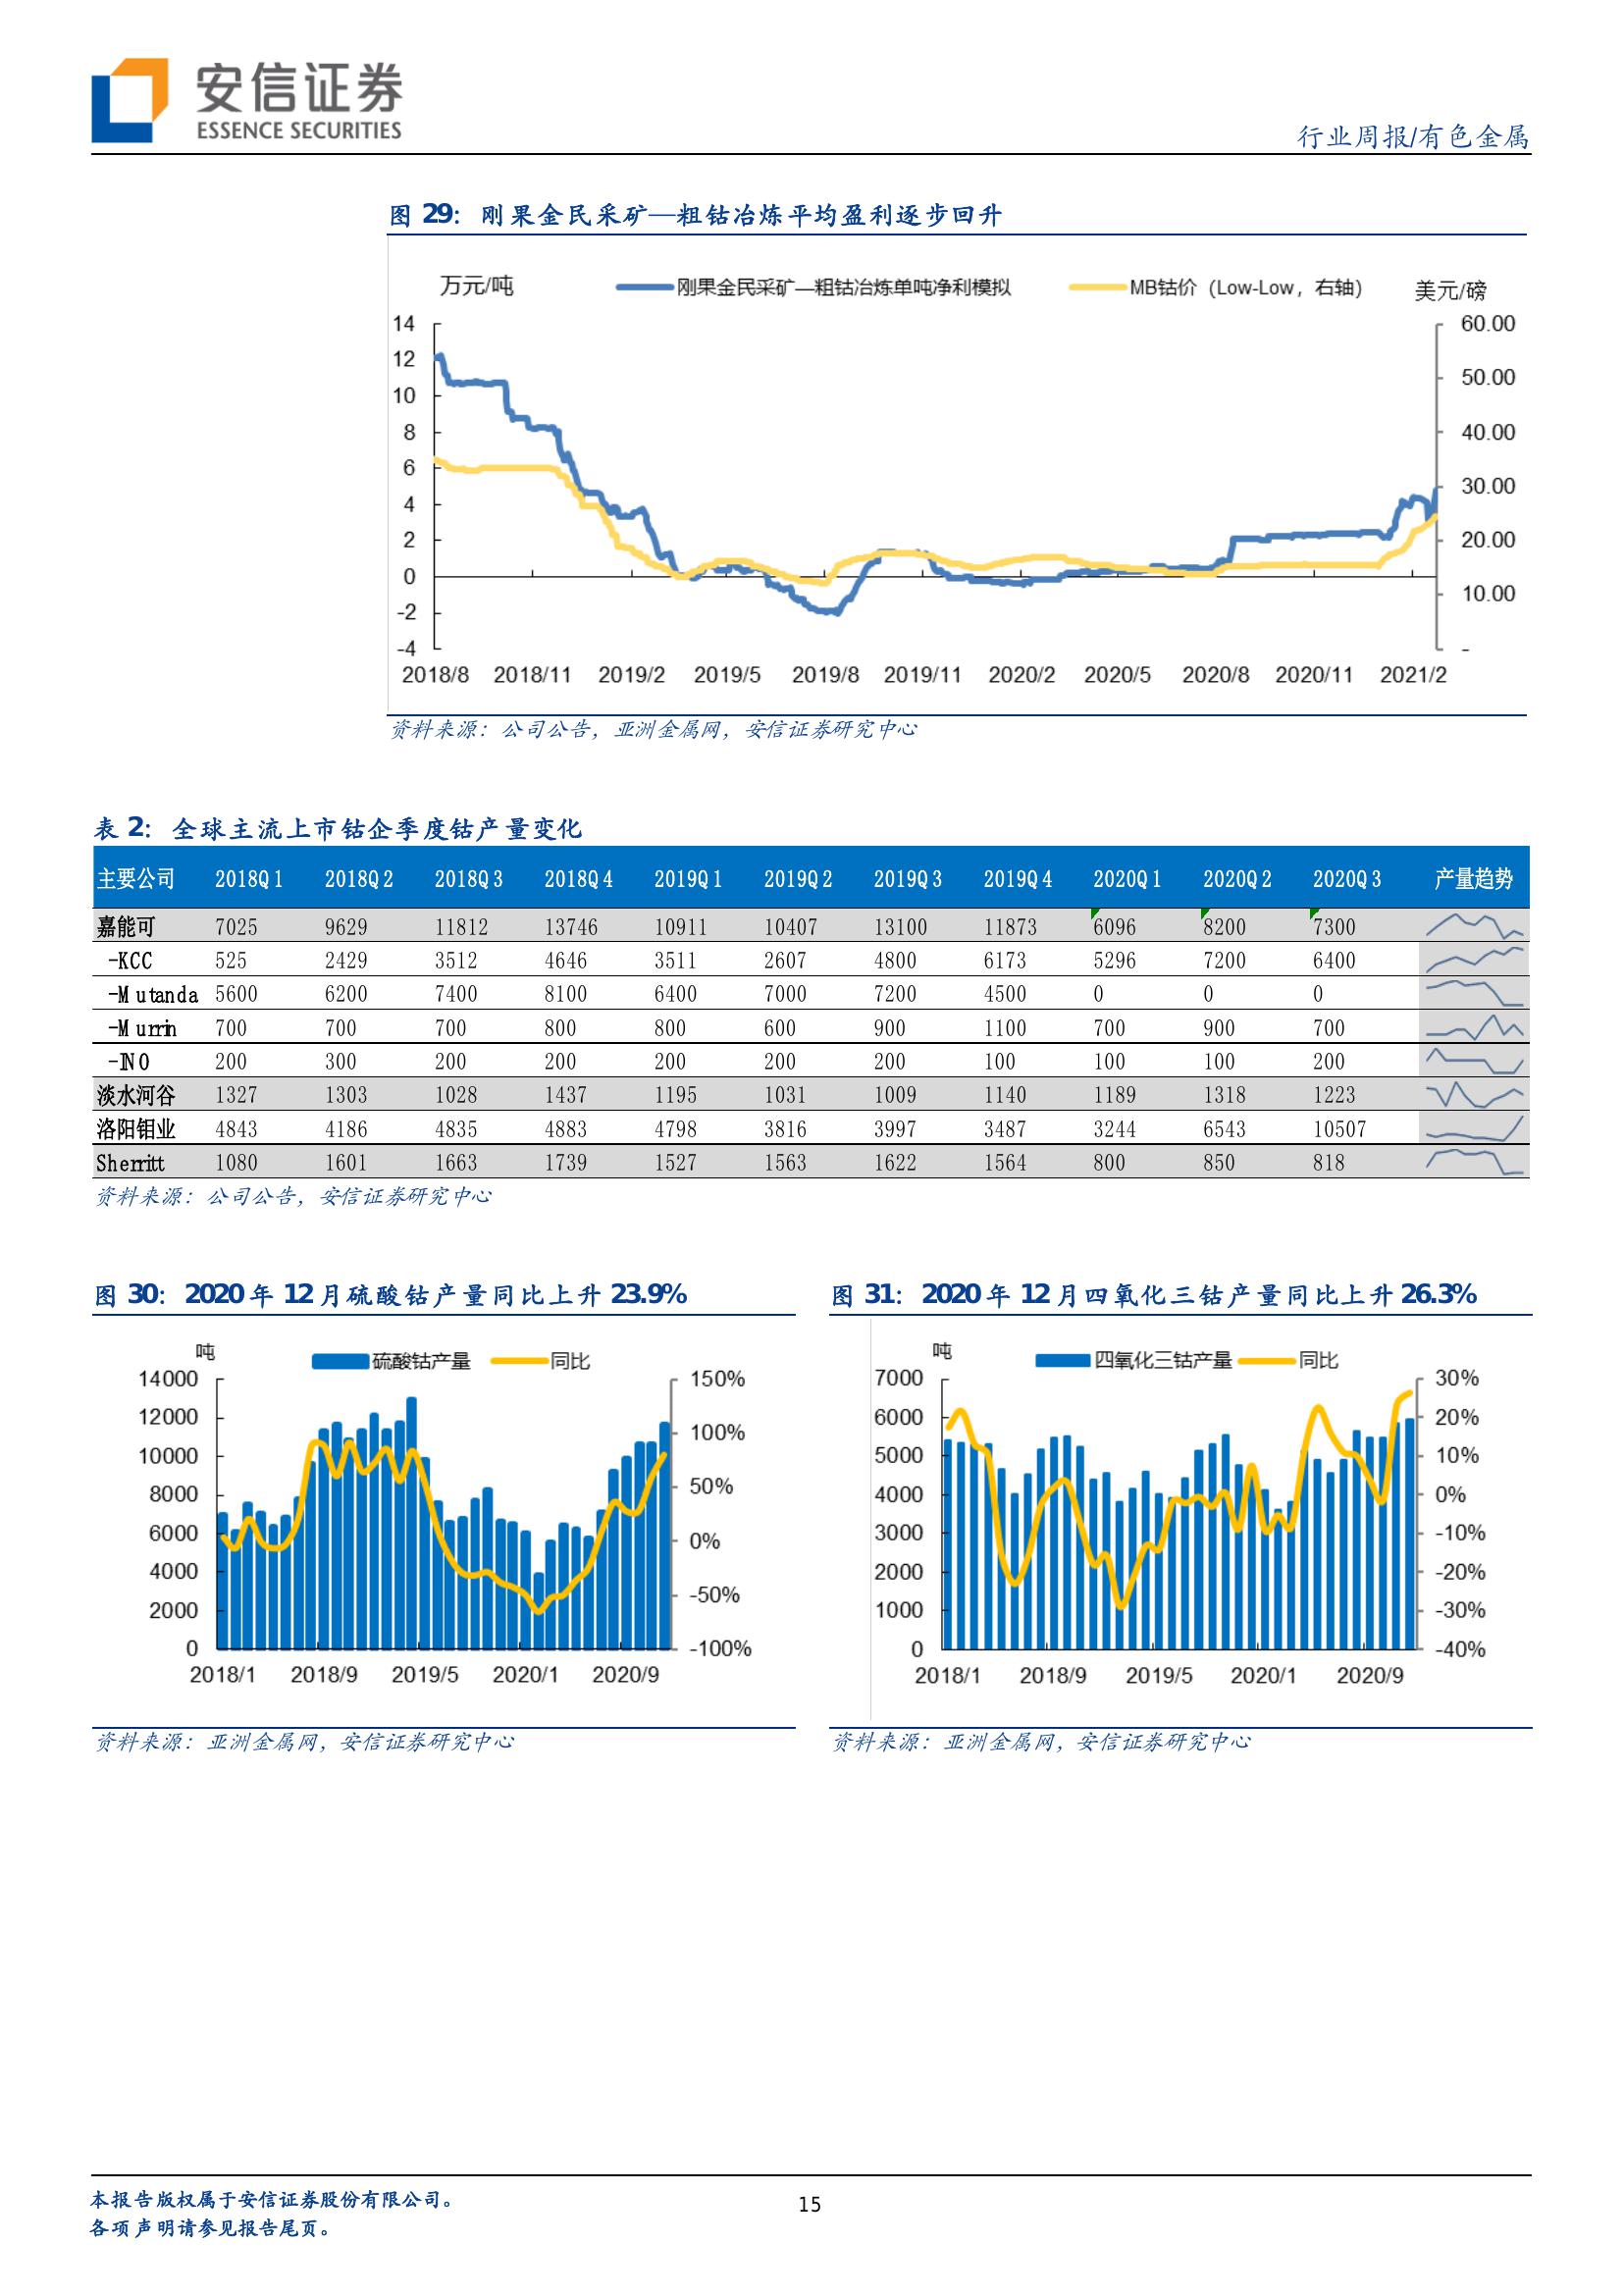 安信证券
ESSENCE SECURITIES
行业周报/有色金属
图 29：刚果金民采矿—粗钴冶炼平均盈利逐步回升
万元/吨 刚果金民采矿—粗钴冶炼单吨净利模拟 MB钴价（Low-Low，右轴） 美元/磅
14 60.00
12 50.00
10 40.00
8
6 30.00
4
2 20.00
0 10.00
-2
-4 -
2018/8 2018/11 2019/2 2019/5 2019/8 2019/11 2020/2 2020/5 2020/8 2020/11 2021/2
资料来源：公司公告，亚洲金属网，安信证券研究中心
表 2：全球主流上市钴企季度钴产量变化
主要公司 2018Q1 2018Q2 2018Q3 2018Q4 2019Q1 2019Q2 2019Q3 2019Q4 2020Q1 2020Q2 2020Q3 产量趋势
嘉能可 7025 9629 11812 13746 10911 10407 13100 11873 6096 8200 7300
-KCC 525 2429 3512 4646 3511 2607 4800 6173 5296 7200 6400
-Mutanda 5600 6200 7400 8100 6400 7000 7200 4500 0 0 0
-Murrin 700 700 700 800 800 600 900 1100 700 900 700
-INO 200 300 200 200 200 200 200 100 100 100 200
淡水河谷 1327 1303 1028 1437 1195 1031 1009 1140 1189 1318 1223
洛阳钼业 4843 4186 4835 4883 4798 3816 3997 3487 3244 6543 10507
Sherritt 1080 1601 1663 1739 1527 1563 1622 1564 800 850 818
资料来源：公司公告，安信证券研究中心
图 30：2020 年 12 月硫酸钴产量同比上升 23.9%
吨 硫酸钴产量 同比
14000 150%
12000 100%
10000
8000 50%
6000 0%
4000
2000 -50%
0 -100%
2018/1 2018/9 2019/5 2020/1 2020/9
资料来源：亚洲金属网，安信证券研究中心
图 31：2020 年 12 月四氧化三钴产量同比上升 26.3%
吨 四氧化三钴产量 同比
7000 30%
6000 20%
5000 10%
4000 0%
3000 -10%
2000 -20%
1000 -30%
0 -40%
2018/1 2018/9 2019/5 2020/1 2020/9
资料来源：亚洲金属网，安信证券研究中心
本报告版权属于安信证券股份有限公司。
各项声明请参见报告尾页。
15